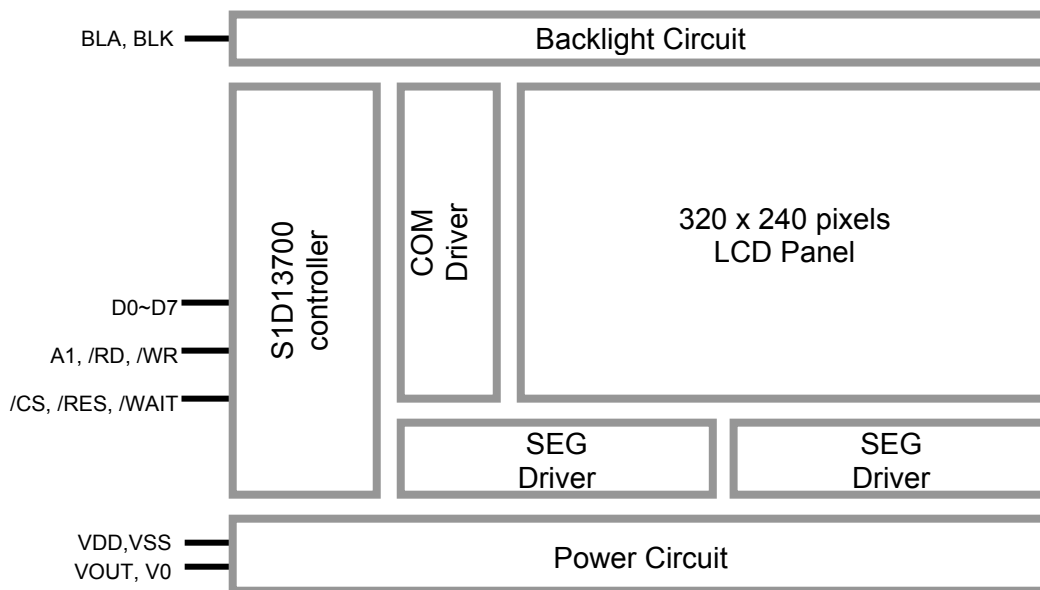 BLA, BLK
Backlight Circuit
S1D13700
controller
COM
Driver
320 x 240 pixels
LCD Panel
D0~D7
A1, /RD, /WR
/CS, /RES, /WAIT
SEG
Driver
SEG
Driver
VDD,VSS
VOUT, V0
Power Circuit